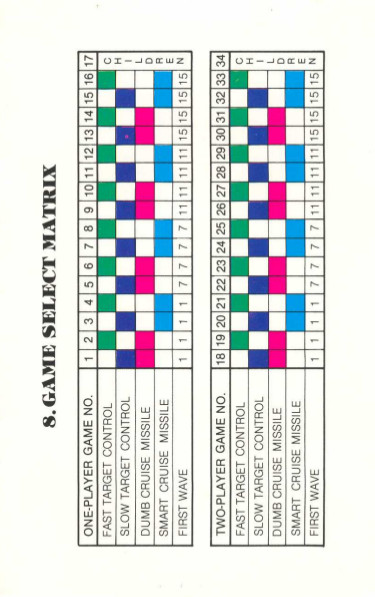 8. GAME SELECT MATRIX
ONE-PLAYER GAME NO. 1 2 3 4 5 6 7 8 9 10 11 12 13 14 15 16 17
FAST TARGET CONTROL C
SLOW TARGET CONTROL H I
DUMB CRUISE MISSILE L D
SMART CRUISE MISSILE R E
FIRST WAVE 1 1 1 1 7 7 7 7 11 11 11 11 15 15 15 15 N
TWO-PLAYER GAME NO. 18 19 20 21 22 23 24 25 26 27 28 29 30 31 32 33 34
FAST TARGET CONTROL C
SLOW TARGET CONTROL H I
DUMB CRUISE MISSILE L D
SMART CRUISE MISSILE R E
FIRST WAVE 1 1 1 1 7 7 7 7 11 11 11 11 15 15 15 15 N